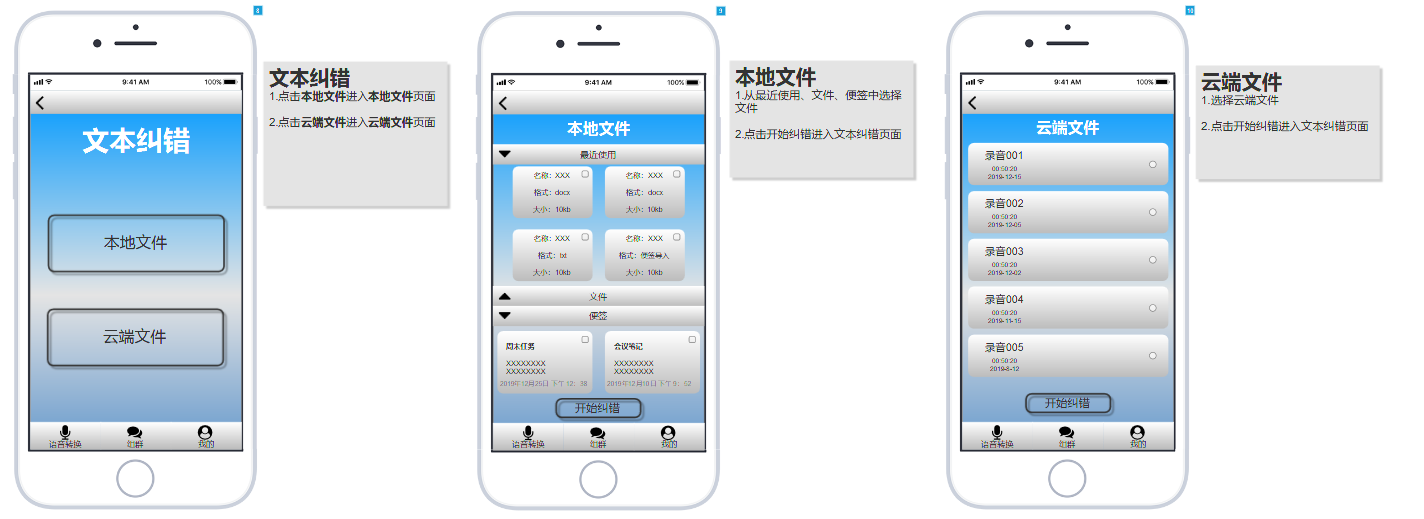 8
9:41 AM
100%
文本纠错
本地文件
云端文件
语音转换
组群
我的
文本纠错
1.点击本地文件进入本地文件页面
2.点击云端文件进入云端文件页面
9
9:41 AM
100%
本地文件
最近使用
名称：XXX
格式：docx
大小：10kb
名称：XXX
格式：docx
大小：10kb
名称：XXX
格式：txt
大小：10kb
名称：XXX
格式：便签导入
大小：10kb
文件
便签
周末任务
XXXXXXXX
XXXXXXXX
2019年12月25日 下午 12：38
会议笔记
XXXXXXXX
XXXXXXXX
2019年12月10日 下午 9：52
开始纠错
语音转换
组群
我的
本地文件
1.从最近使用、文件、便签中选择
文件
2.点击开始纠错进入文本纠错页面
10
9:41 AM
100%
云端文件
录音001
00:50:20
2019-12-15
录音002
00:50:20
2019-12-05
录音003
00:50:20
2019-12-02
录音004
00:50:20
2019-11-15
录音005
00:50:20
2019-8-12
开始纠错
语音转换
组群
我的
云端文件
1.选择云端文件
2.点击开始纠错进入文本纠错页面